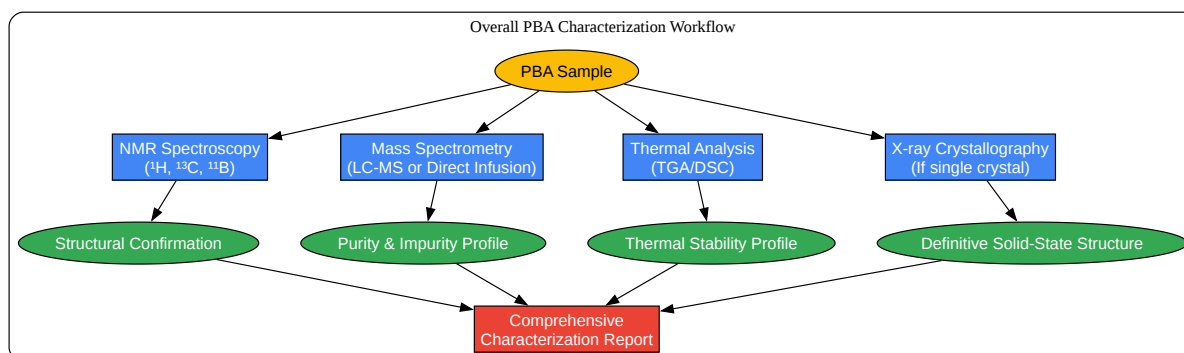 Overall PBA Characterization Workflow
PBA Sample
NMR Spectroscopy
(¹H, ¹³C, ¹¹B)
Mass Spectrometry
(LC-MS or Direct Infusion)
Thermal Analysis
(TGA/DSC)
X-ray Crystallography
(If single crystal)
Structural Confirmation
Purity & Impurity Profile
Thermal Stability Profile
Definitive Solid-State Structure
Comprehensive
Characterization Report